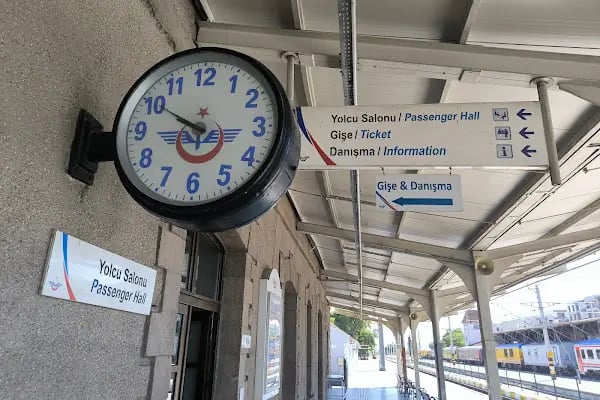 12
1
2
3
4
5
6
7
8
9
10
11
Yolcu Salonu / Passenger Hall
Gişe / Ticket
Danışma / Information
Gişe & Danışma
Yolcu Salonu
Passenger Hall